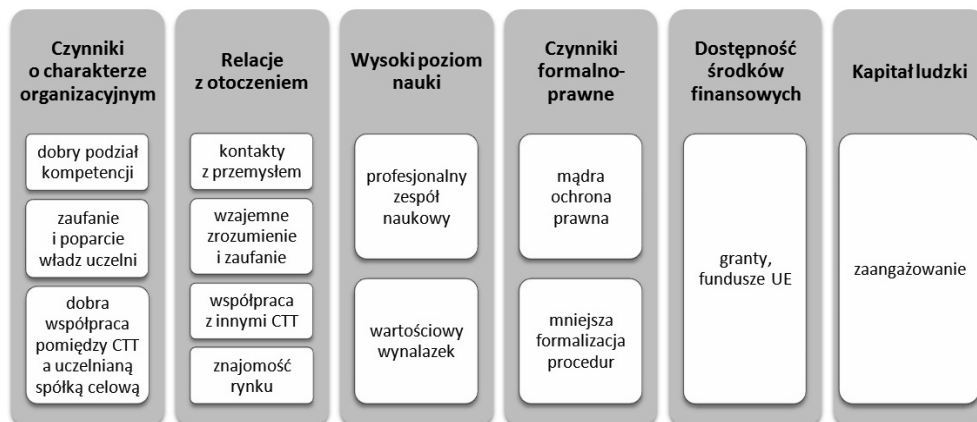 Czynniki
o charakterze
organizacyjnym
dobry podział
kompetencji
zaufanie
i poparcie
władz uczelni
dobra
współpraca
pomiędzy CTT
a uczelnianą
spółką celową
Relacje
z otoczeniem
kontakty
z przemysłem
wzajemne
zrozumienie
i zaufanie
współpraca
z innymi CTT
znajomość
rynku
Wysoki poziom
nauki
profesjonalny
zespół
naukowy
wartościowy
wynalazek
Czynniki
formalno-
prawne
mądra
ochrona
prawna
mniejsza
formalizacja
procedur
Dostępność
środków
finansowych
granty,
fundusze UE
Kapitał ludzki
zaangażowanie